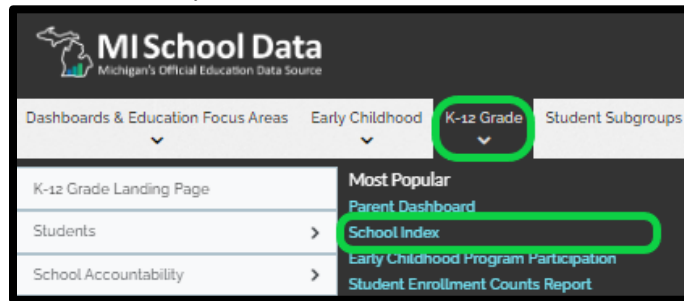 MI School Data
Michigan's Official Education Data Source
Dashboards & Education Focus Areas Early Childhood K-12 Grade Student Subgroups
K-12 Grade Landing Page
Students
School Accountability
Most Popular
Parent Dashboard
School Index
Early Childhood Program Participation
Student Enrollment Counts Report